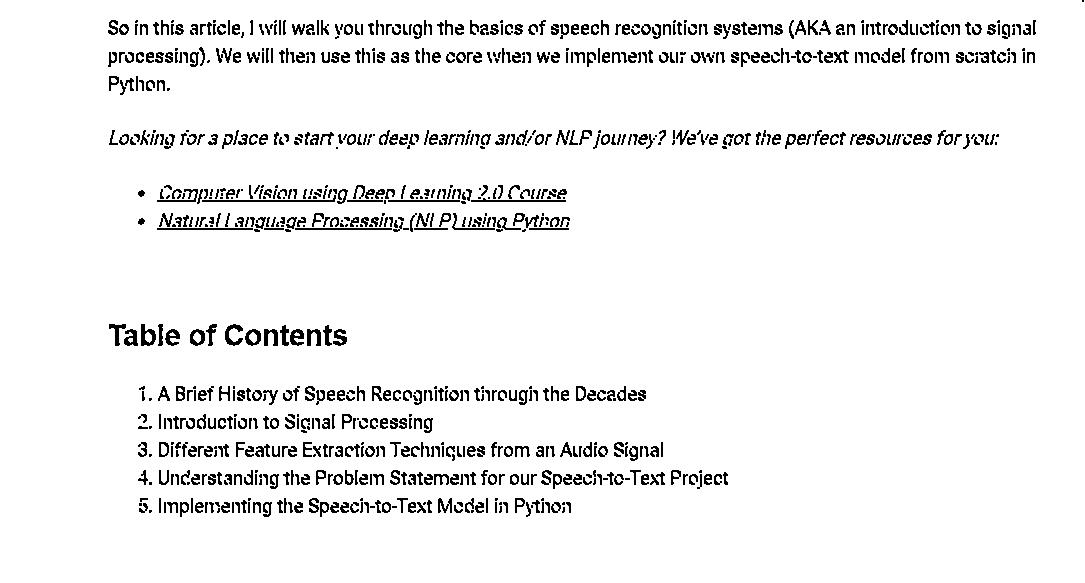 So in this article, I will walk you through the basics of speech recognition systems (AKA an introduction to signal
processing). We will then use this as the core when we implement our own speech-to-text model from scratch in
Python.
Looking for a place to start your deep learning and/or NLP journey? We've got the perfect resources for you:
• Computer Vision using Deep Learning 2.0 Course
• Natural Language Processing (NLP) using Python
Table of Contents
1. A Brief History of Speech Recognition through the Decades
2. Introduction to Signal Processing
3. Different Feature Extraction Techniques from an Audio Signal
4. Understanding the Problem Statement for our Speech-to-Text Project
5. Implementing the Speech-to-Text Model in Python